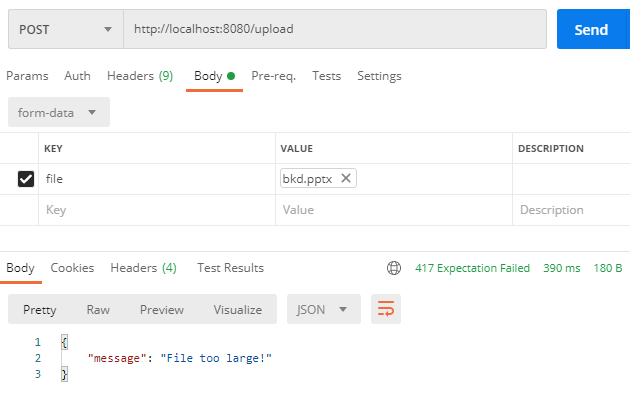 POST http://localhost:8080/upload Send
Params Auth Headers (9) Body Pre-req. Tests Settings
form-data
KEY VALUE DESCRIPTION
file bkd.pptx
Key Value Description
Body Cookies Headers (4) Test Results 417 Expectation Failed 390 ms 180 B
Pretty Raw Preview Visualize JSON
1 {
2 "message": "File too large!"
3 }